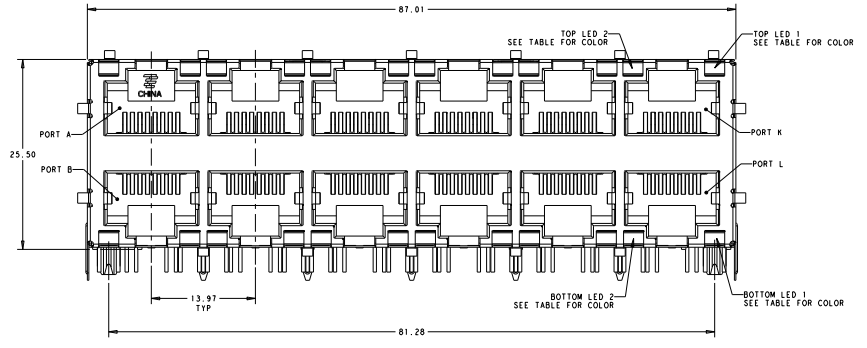 87.01
TOP LED 2
SEE TABLE FOR COLOR
TOP LED 1
SEE TABLE FOR COLOR
CHINA
PORT A
PORT K
25.50
PORT B
PORT L
BOTTOM LED 2
SEE TABLE FOR COLOR
BOTTOM LED 1
SEE TABLE FOR COLOR
13.97
TYP
81.28